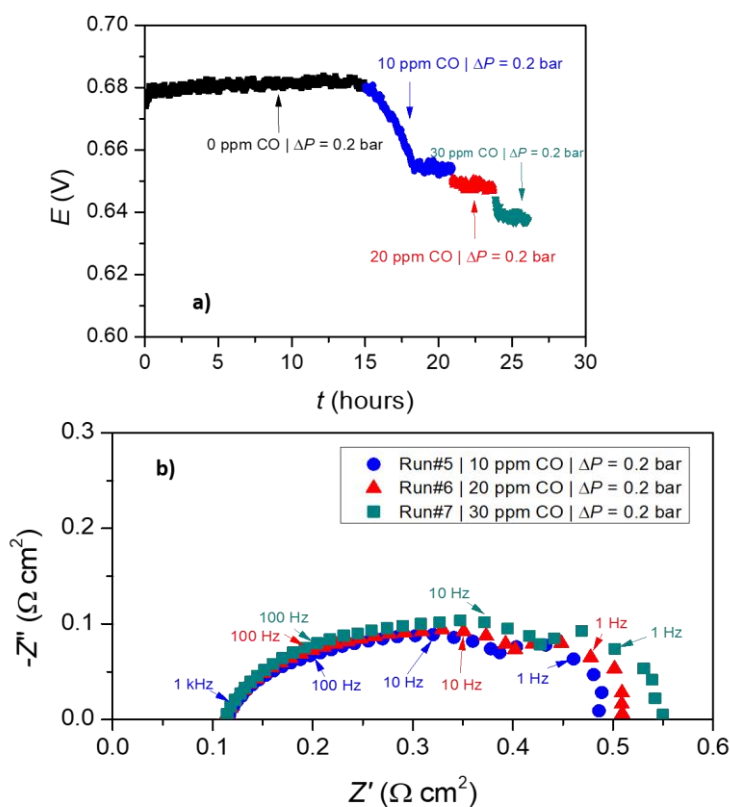 0.70
10 ppm CO | ΔP = 0.2 bar
0.68
0 ppm CO | ΔP = 0.2 bar
30 ppm CO | ΔP = 0.2 bar
0.66
E (V)
0.64
20 ppm CO | ΔP = 0.2 bar
0.62
a)
0.60
0 5 10 15 20 25 30
t (hours)
0.3
b)
Run#5 | 10 ppm CO | ΔP = 0.2 bar
Run#6 | 20 ppm CO | ΔP = 0.2 bar
Run#7 | 30 ppm CO | ΔP = 0.2 bar
0.2
-Z" (Ω cm²)
10 Hz
100 Hz
0.1
100 Hz
1 Hz
1 Hz
1 kHz
100 Hz
10 Hz
10 Hz
1 Hz
0.0
0.0 0.1 0.2 0.3 0.4 0.5 0.6
Z' (Ω cm²)